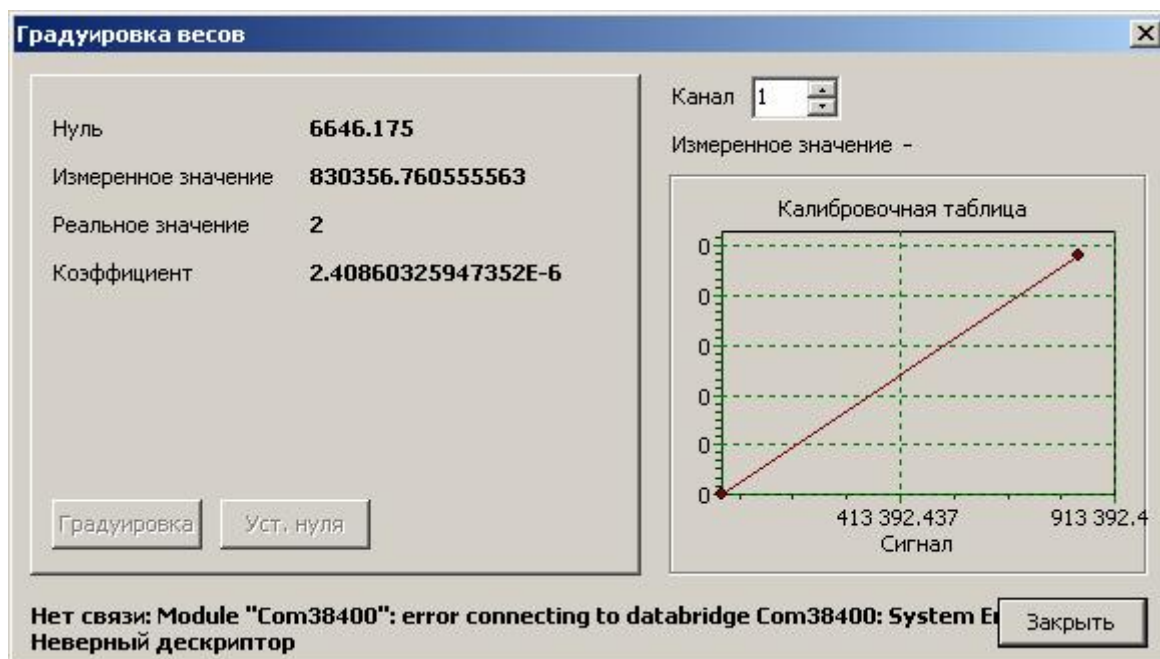 Градуировка весов
Нуль 6646.175
Измеренное значение 830356.760555563
Реальное значение 2
Коэффициент 2.40860325947352E-6
Градуировка Уст. нуля
Канал 1
Измеренное значение -
Калибровочная таблица
0
0
0
0
0
0
413 392.437 913 392.4
Сигнал
Нет связи: Module "Com38400": error connecting to databridge Com38400: System
Неверный дескриптор
Закрыть